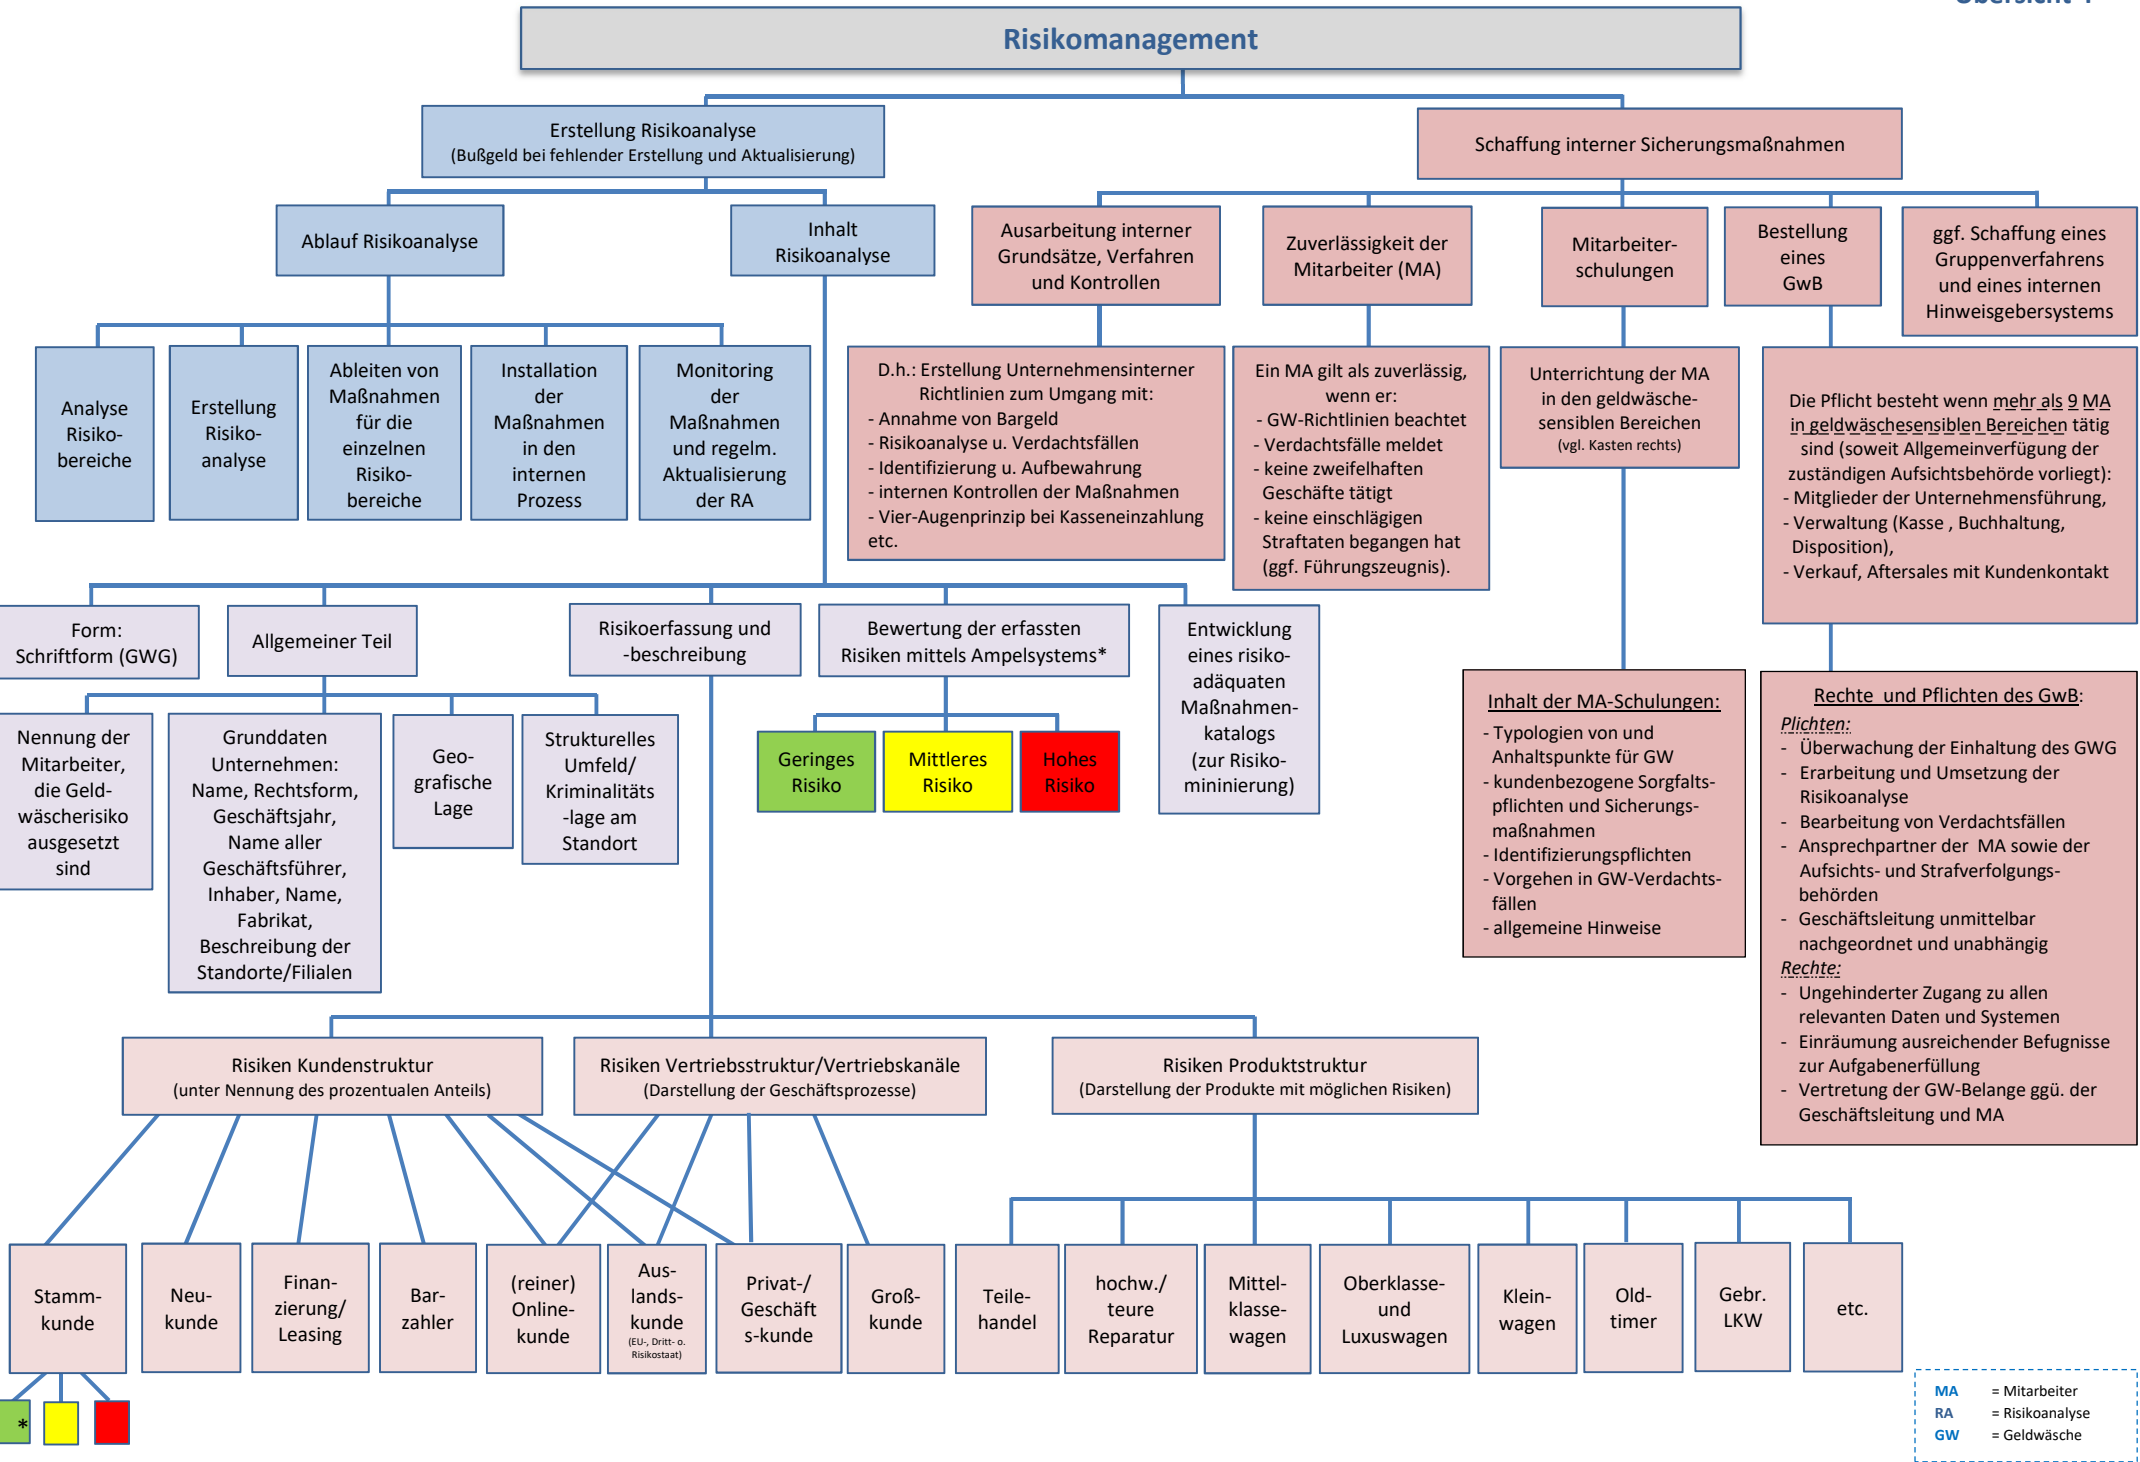 Übersicht 4
Risikomanagement
Erstellung Risikoanalyse
(Bußgeld bei fehlender Erstellung und Aktualisierung)
Schaffung interner Sicherungsmaßnahmen
Ablauf Risikoanalyse
Inhalt
Risikoanalyse
Ausarbeitung interner
Grundsätze, Verfahren
und Kontrollen
Zuverlässigkeit der
Mitarbeiter (MA)
Mitarbeiter-
schulungen
Bestellung
eines
GwB
ggf. Schaffung eines
Gruppenverfahrens
und eines internen
Hinweisgebersystems
Analyse
Risiko-
bereiche
Erstellung
Risiko-
analyse
Ableiten von
Maßnahmen
für die
einzelnen
Risiko-
bereiche
Installation
der
Maßnahmen
in den
internen
Prozess
Monitoring
der
Maßnahmen
und regelm.
Aktualisierung
der RA
D.h.: Erstellung Unternehmensinterner
Richtlinien zum Umgang mit:
- Annahme von Bargeld
- Risikoanalyse u. Verdachtsfällen
- Identifizierung u. Aufbewahrung
- internen Kontrollen der Maßnahmen
- Vier-Augenprinzip bei Kasseneinzahlung
etc.
Ein MA gilt als zuverlässig,
wenn er:
- GW-Richtlinien beachtet
- Verdachtsfälle meldet
- keine zweifelhaften
Geschäfte tätigt
- keine einschlägigen
Straftaten begangen hat
(ggf. Führungszeugnis).
Unterrichtung der MA
in den geldwäsche-
sensiblen Bereichen
(vgl. Kasten rechts)
Die Pflicht besteht wenn mehr als 9 MA
in geldwäschesensiblen Bereichen tätig
sind (soweit Allgemeinverfügung der
zuständigen Aufsichtsbehörde vorliegt):
- Mitglieder der Unternehmensführung,
- Verwaltung (Kasse , Buchhaltung,
Disposition),
- Verkauf, Aftersales mit Kundenkontakt
Form:
Schriftform (GWG)
Allgemeiner Teil
Risikoerfassung und
-beschreibung
Bewertung der erfassten
Risiken mittels Ampelsystems*
Entwicklung
eines risiko-
adäquaten
Maßnahmen-
katalogs
(zur Risiko-
mininierung)
Nennung der
Mitarbeiter,
die Geld-
wäscherisiko
ausgesetzt
sind
Grunddaten
Unternehmen:
Name, Rechtsform,
Geschäftsjahr,
Name aller
Geschäftsführer,
Inhaber, Name,
Fabrikat,
Beschreibung der
Standorte/Filialen
Geo-
grafische
Lage
Strukturelles
Umfeld/
Kriminalitäts
-lage am
Standort
Geringes
Risiko
Mittleres
Risiko
Hohes
Risiko
Inhalt der MA-Schulungen:
- Typologien von und
Anhaltspunkte für GW
- kundenbezogene Sorgfalts-
pflichten und Sicherungs-
maßnahmen
- Identifizierungspflichten
- Vorgehen in GW-Verdachts-
fällen
- allgemeine Hinweise
Rechte und Pflichten des GwB:
Plichten:
- Überwachung der Einhaltung des GWG
- Erarbeitung und Umsetzung der
Risikoanalyse
- Bearbeitung von Verdachtsfällen
- Ansprechpartner der MA sowie der
Aufsichts- und Strafverfolgungs-
behörden
- Geschäftsleitung unmittelbar
nachgeordnet und unabhängig
Rechte:
- Ungehinderter Zugang zu allen
relevanten Daten und Systemen
- Einräumung ausreichender Befugnisse
zur Aufgabenerfüllung
- Vertretung der GW-Belange ggü. der
Geschäftsleitung und MA
Risiken Kundenstruktur
(unter Nennung des prozentualen Anteils)
Risiken Vertriebsstruktur/Vertriebskanäle
(Darstellung der Geschäftsprozesse)
Risiken Produktstruktur
(Darstellung der Produkte mit möglichen Risiken)
Stamm-
kunde
Neu-
kunde
Finan-
zierung/
Leasing
Bar-
zahler
(reiner)
Online-
kunde
Aus-
lands-
kunde
(EU-, Dritt- o.
Risikostaat)
Privat-/
Geschäft
s-kunde
Groß-
kunde
Teile-
handel
hochw./
teure
Reparatur
Mittel-
klasse-
wagen
Oberklasse-
und
Luxuswagen
Klein-
wagen
Old-
timer
Gebr.
LKW
etc.
*
MA = Mitarbeiter
RA = Risikoanalyse
GW = Geldwäsche